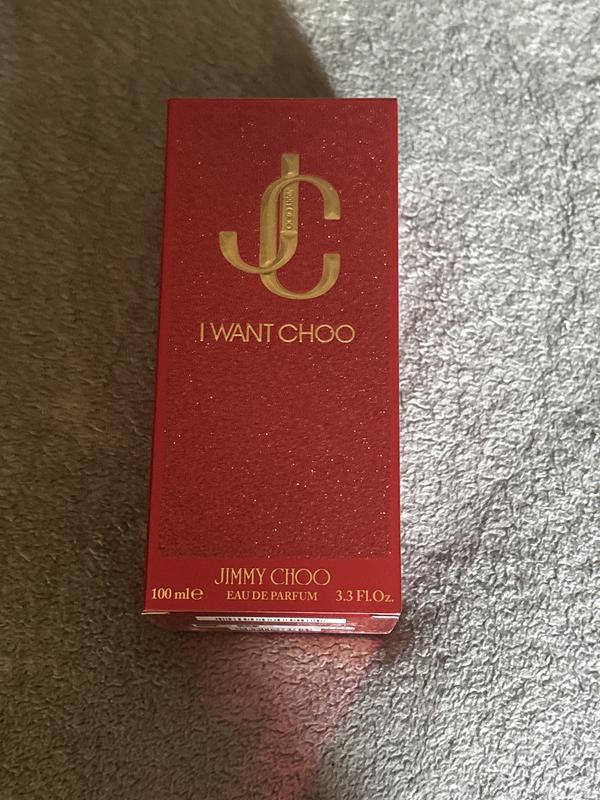 JC
I WANT CHOO
JIMMY CHOO
100 ml℮ EAU DE PARFUM 3.3 Fl.Oz.